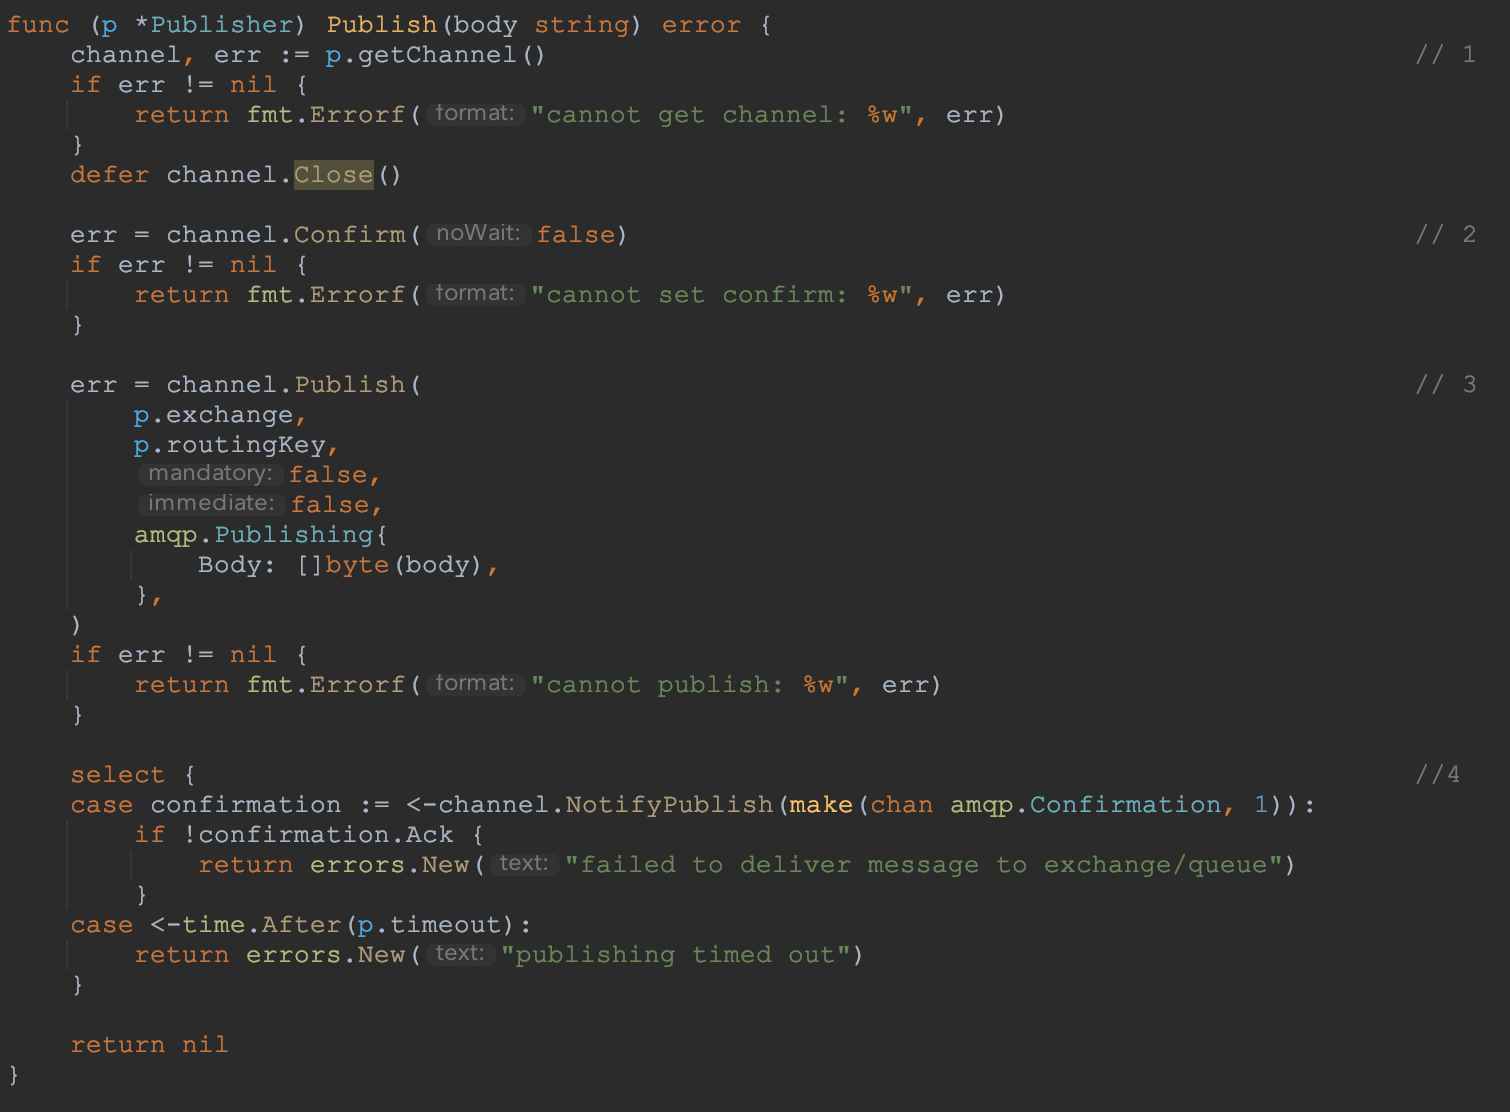 func (p *Publisher) Publish(body string) error {
    channel, err := p.getChannel() // 1
    if err != nil {
        return fmt.Errorf( format: "cannot get channel: %w", err)
    }
    defer channel.Close()

    err = channel.Confirm( noWait: false) // 2
    if err != nil {
        return fmt.Errorf( format: "cannot set confirm: %w", err)
    }

    err = channel.Publish( // 3
        p.exchange,
        p.routingKey,
        mandatory: false,
        immediate: false,
        amqp.Publishing{
            Body: []byte(body),
        },
    )
    if err != nil {
        return fmt.Errorf( format: "cannot publish: %w", err)
    }

    select { //4
    case confirmation := <-channel.NotifyPublish(make(chan amqp.Confirmation, 1)):
        if !confirmation.Ack {
            return errors.New( text: "failed to deliver message to exchange/queue")
        }
    case <-time.After(p.timeout):
        return errors.New( text: "publishing timed out")
    }

    return nil
}